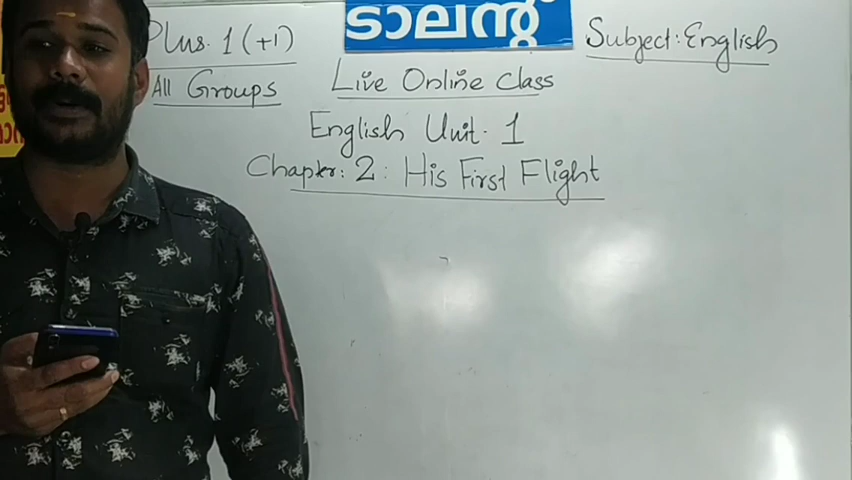 ടാലന്റ്
Plus. 1 (+1)
Subject: English
All Groups
Live Online Class
English Unit. 1
Chapter: 2: His First Flight